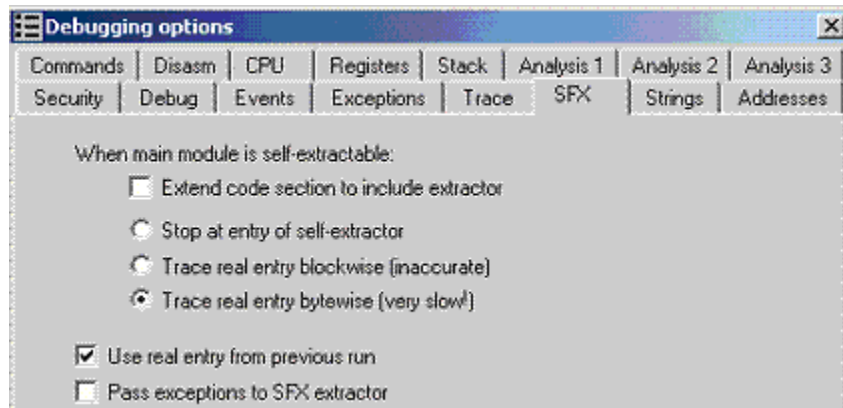 Debugging options
Commands Disasm CPU Registers Stack Analysis 1 Analysis 2 Analysis 3
Security Debug Events Exceptions Trace SFX Strings Addresses
When main module is self-extractable:
Extend code section to include extractor
Stop at entry of self-extractor
Trace real entry blockwise (inaccurate)
Trace real entry bytewise (very slow!)
Use real entry from previous run
Pass exceptions to SFX extractor